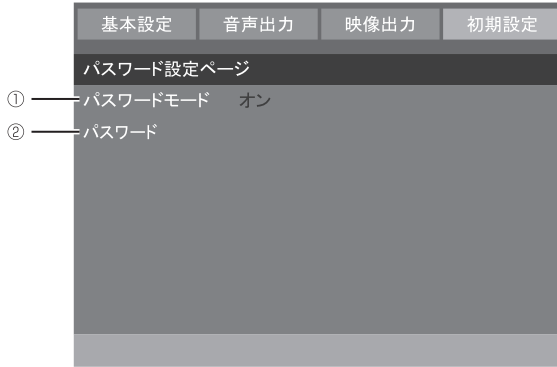 基本設定 音声出力 映像出力 初期設定
パスワード設定ページ
① パスワードモード オン
② パスワード